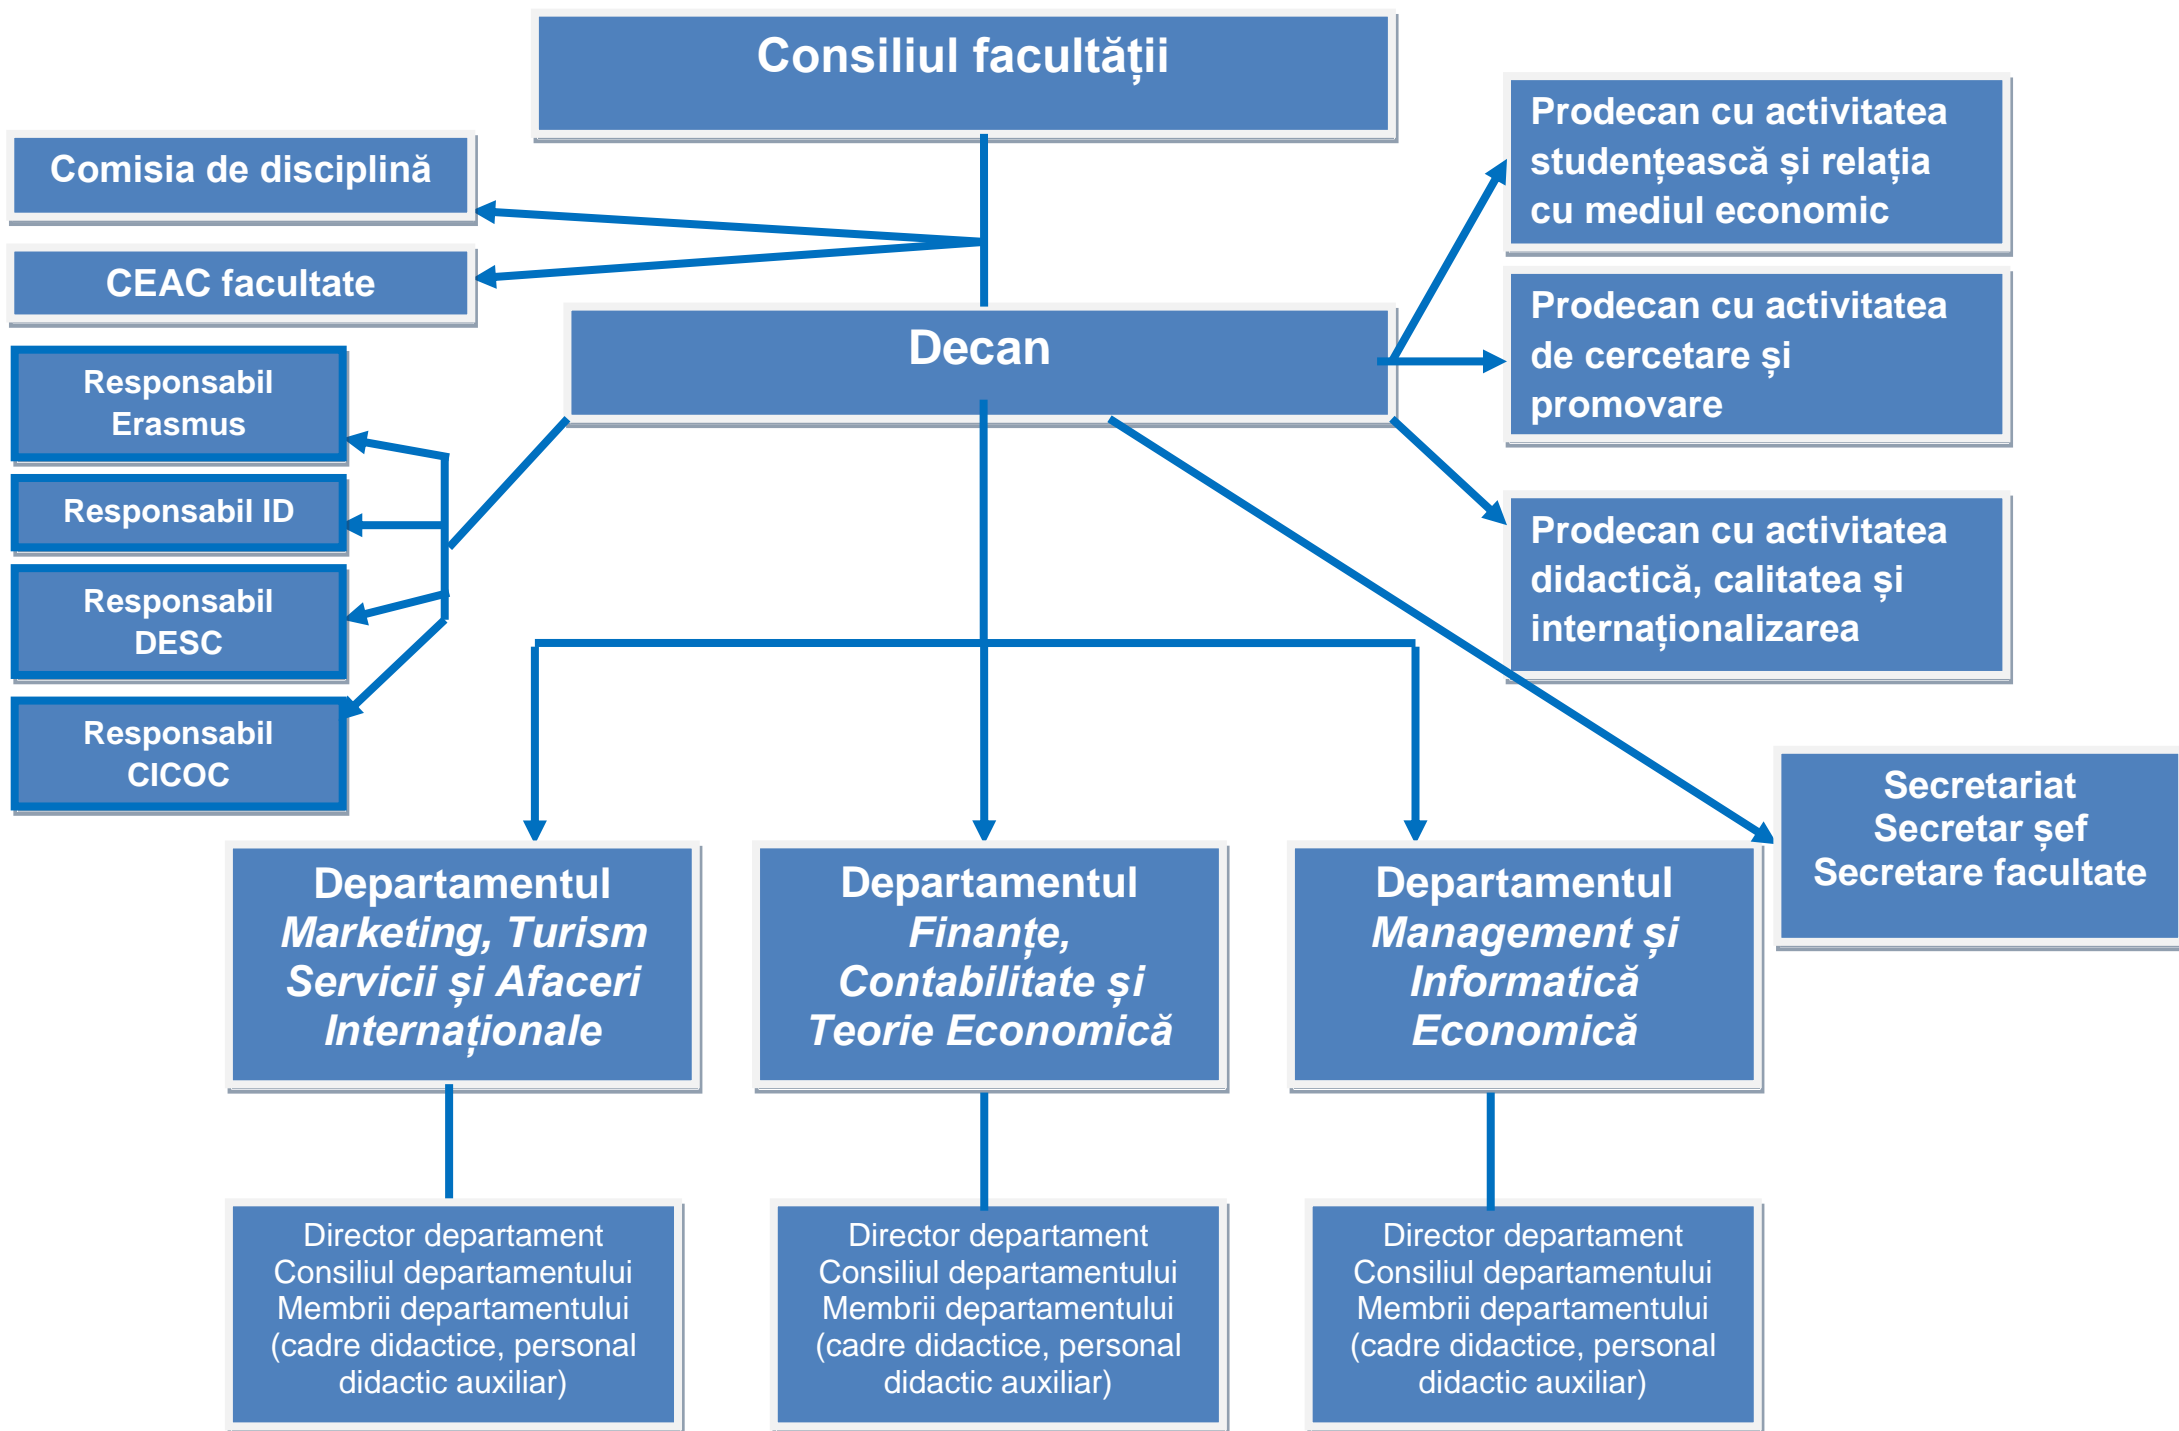 Consiliul facultății
Comisia de disciplină
CEAC facultate
Decan
Prodecan cu activitatea
studențească și relația
cu mediul economic
Prodecan cu activitatea
de cercetare și
promovare
Prodecan cu activitatea
didactică, calitatea și
internaționalizarea
Responsabil
Erasmus
Responsabil ID
Responsabil
DESC
Responsabil
CICOC
Secretariat
Secretar șef
Secretare facultate
Departamentul
Marketing, Turism
Servicii și Afaceri
Internaționale
Departamentul
Finanțe,
Contabilitate și
Teorie Economică
Departamentul
Management și
Informatică
Economică
Director departament
Consiliul departamentului
Membrii departamentului
(cadre didactice, personal
didactic auxiliar)
Director departament
Consiliul departamentului
Membrii departamentului
(cadre didactice, personal
didactic auxiliar)
Director departament
Consiliul departamentului
Membrii departamentului
(cadre didactice, personal
didactic auxiliar)